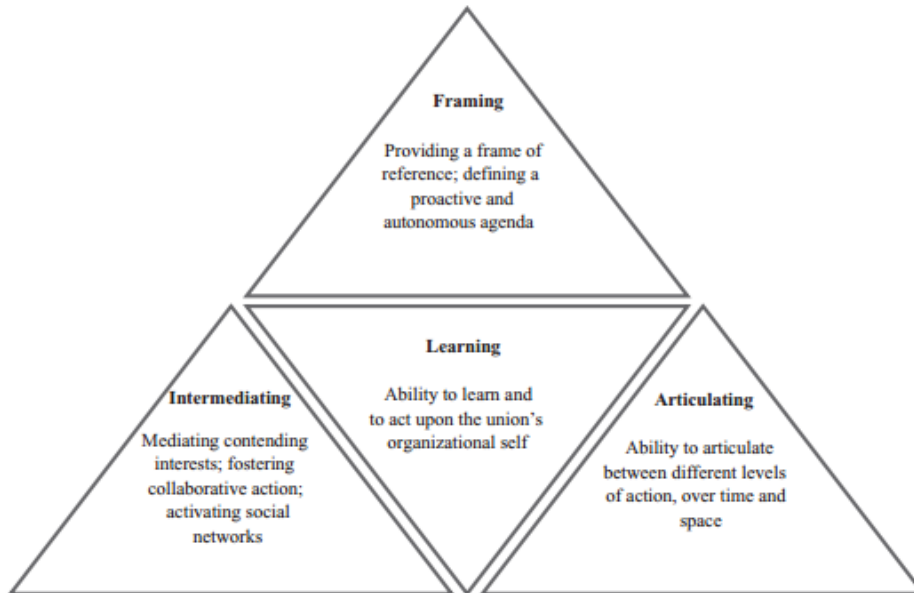 Framing
Providing a frame of
reference; defining a
proactive and
autonomous agenda
Learning
Ability to learn and
to act upon the union's
organizational self
Intermediating
Mediating contending
interests; fostering
collaborative action;
activating social
networks
Articulating
Ability to articulate
between different levels
of action, over time and
space